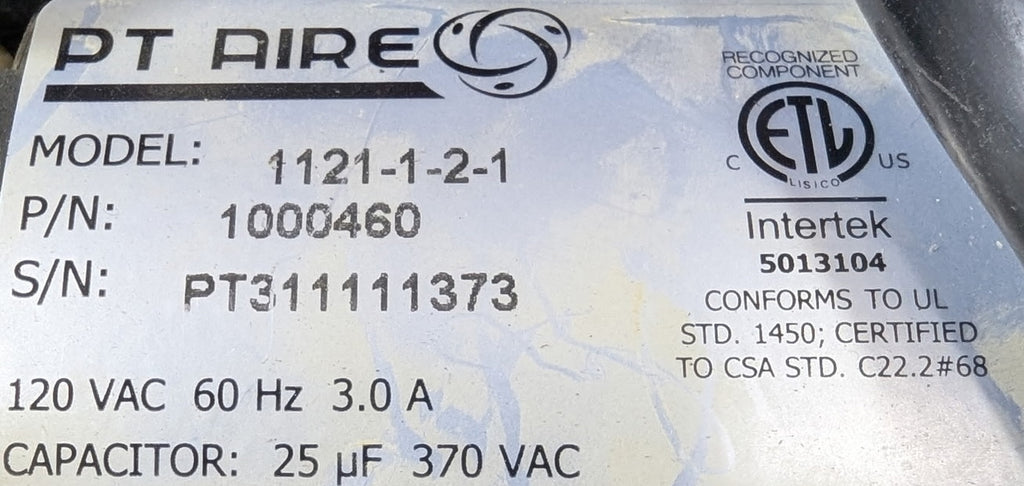 PT AIRE
MODEL: 1121-1-2-1
P/N: 1000460
S/N: PT311111373
120 VAC 60 Hz 3.0 A
CAPACITOR: 25 µF 370 VAC
RECOGNIZED
COMPONENT
ETL
C US
LISTED
Intertek
5013104
CONFORMS TO UL
STD. 1450; CERTIFIED
TO CSA STD. C22.2#68